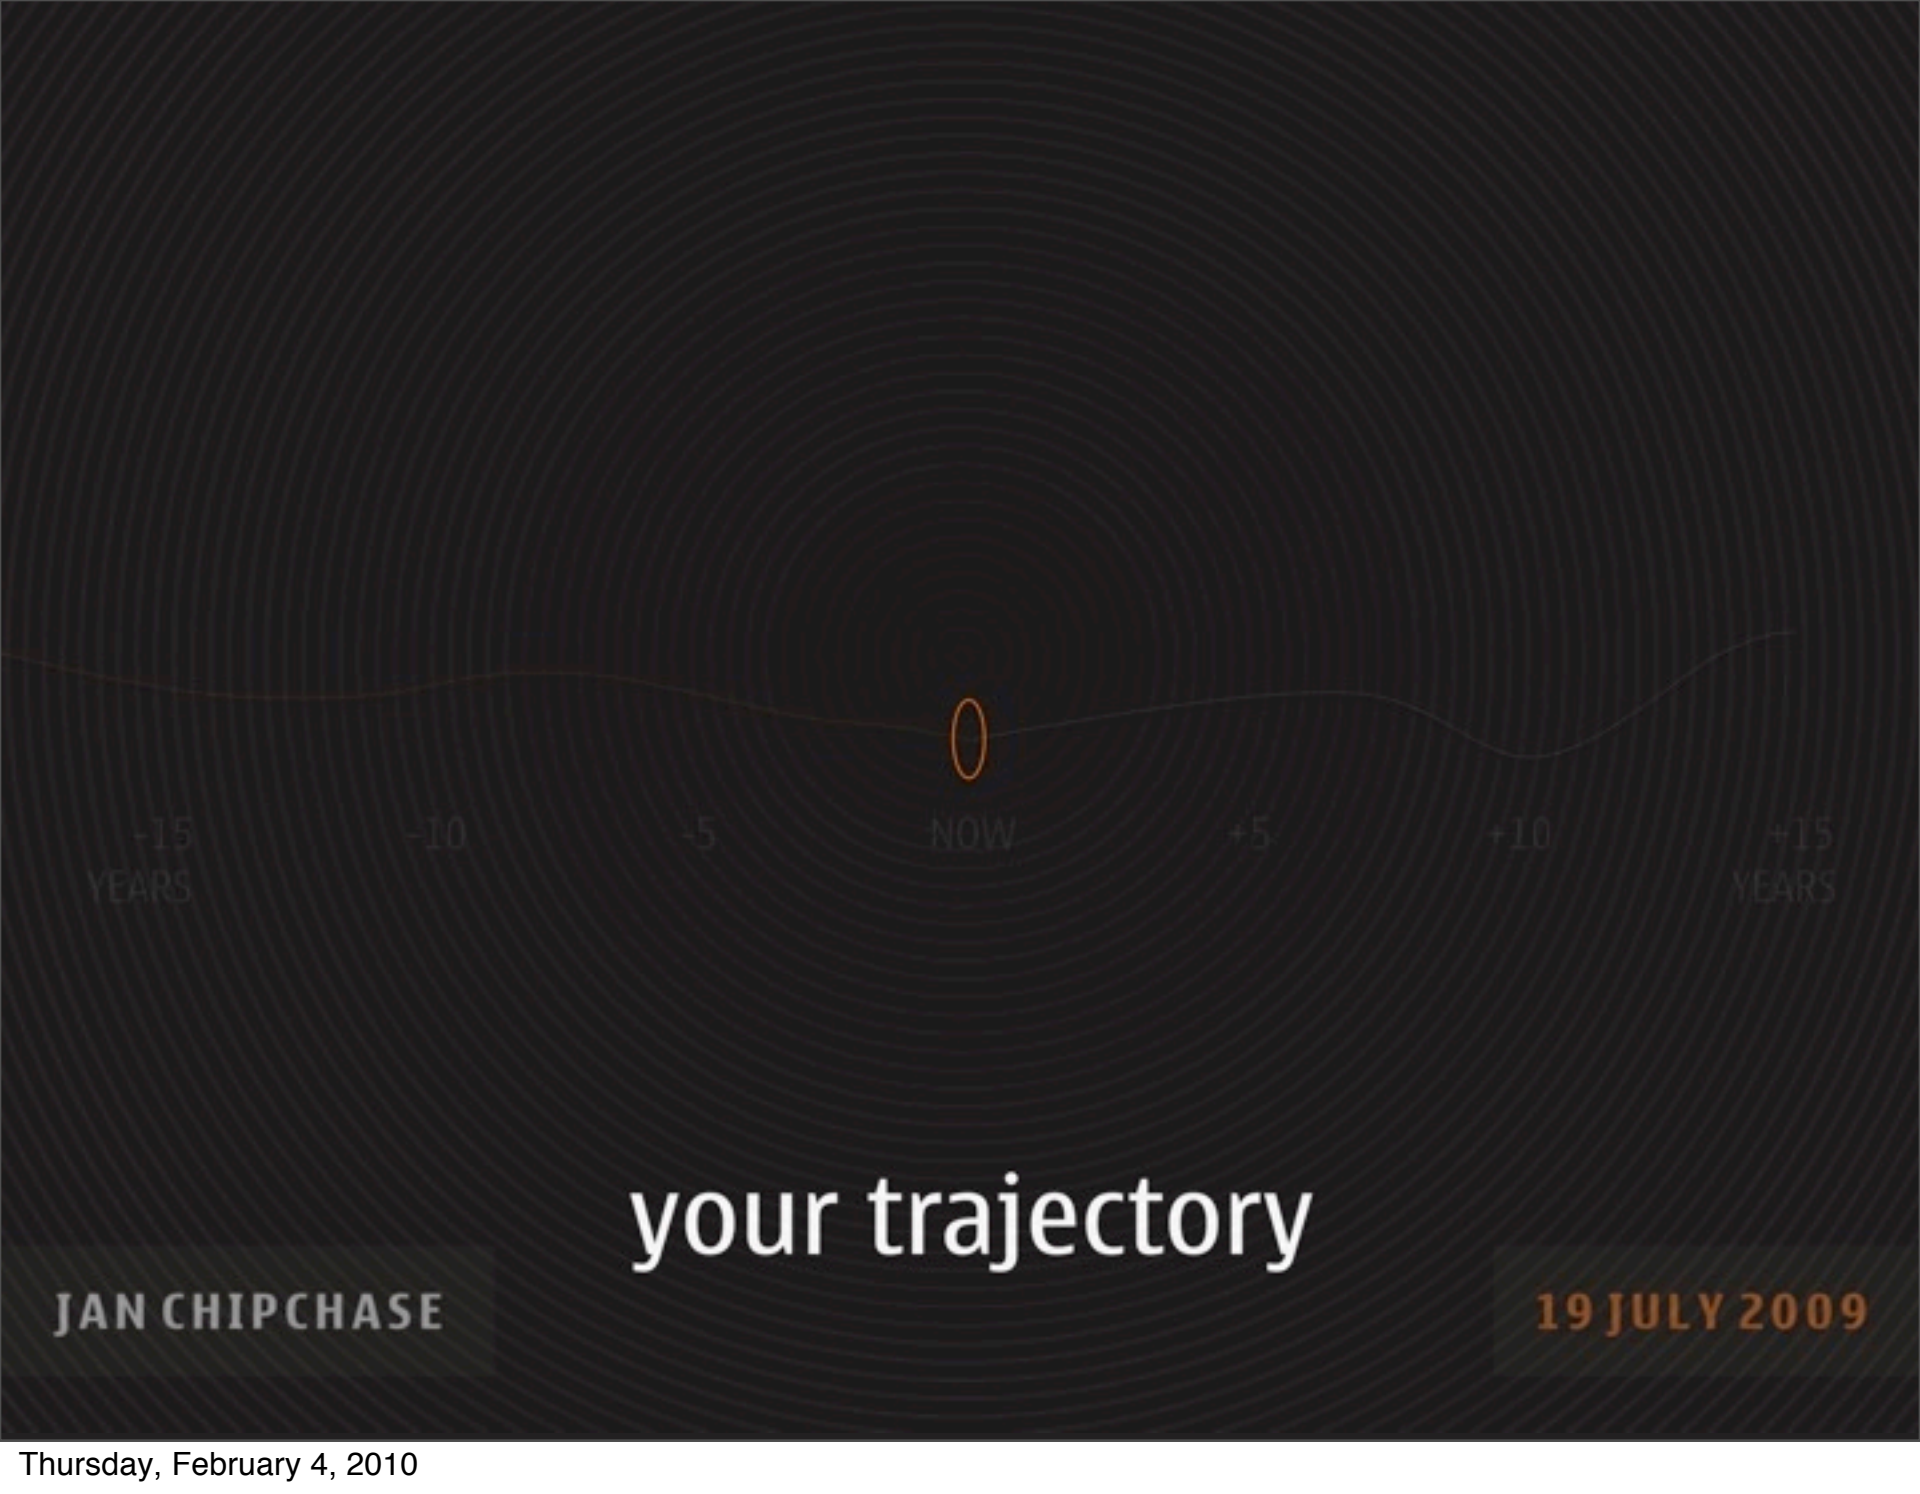 -15 -10 -5 NOW +5 +10 +15
YEARS YEARS
your trajectory
JAN CHIPCHASE 19 JULY 2009
Thursday, February 4, 2010